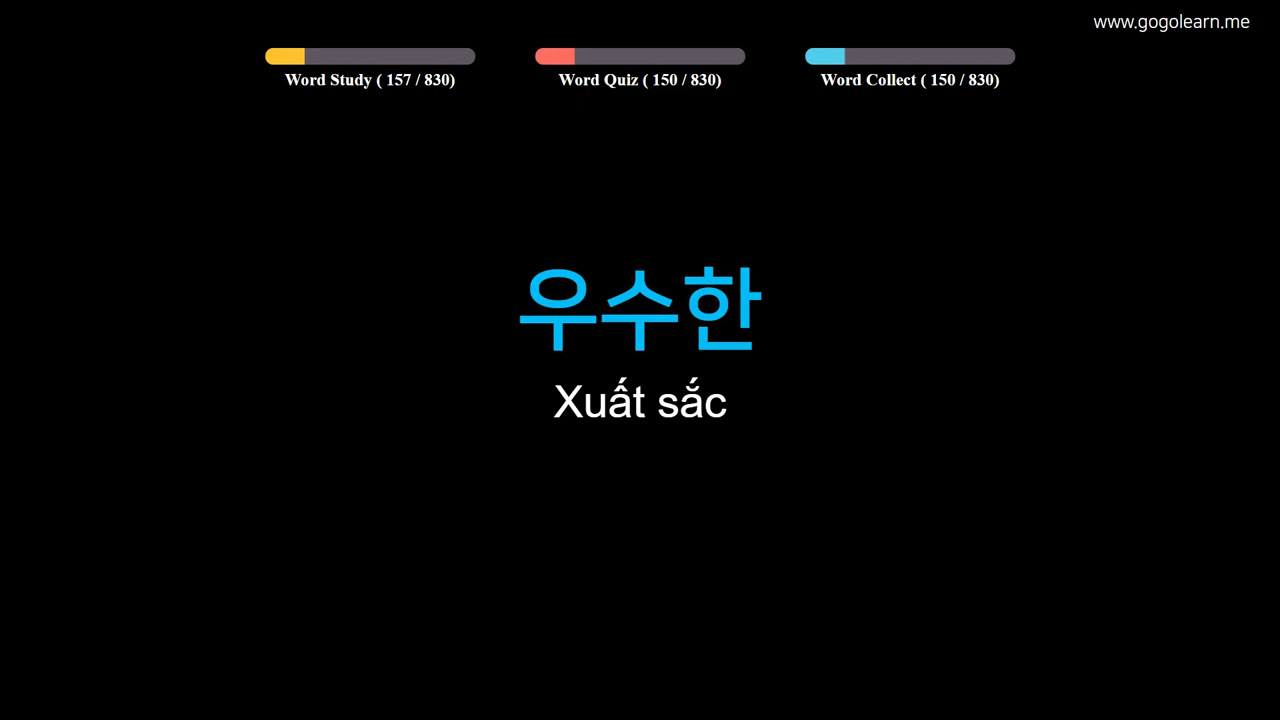 www.gogolearn.me
Word Study ( 157 / 830)
Word Quiz ( 150 / 830)
Word Collect ( 150 / 830)
우수한
Xuất sắc